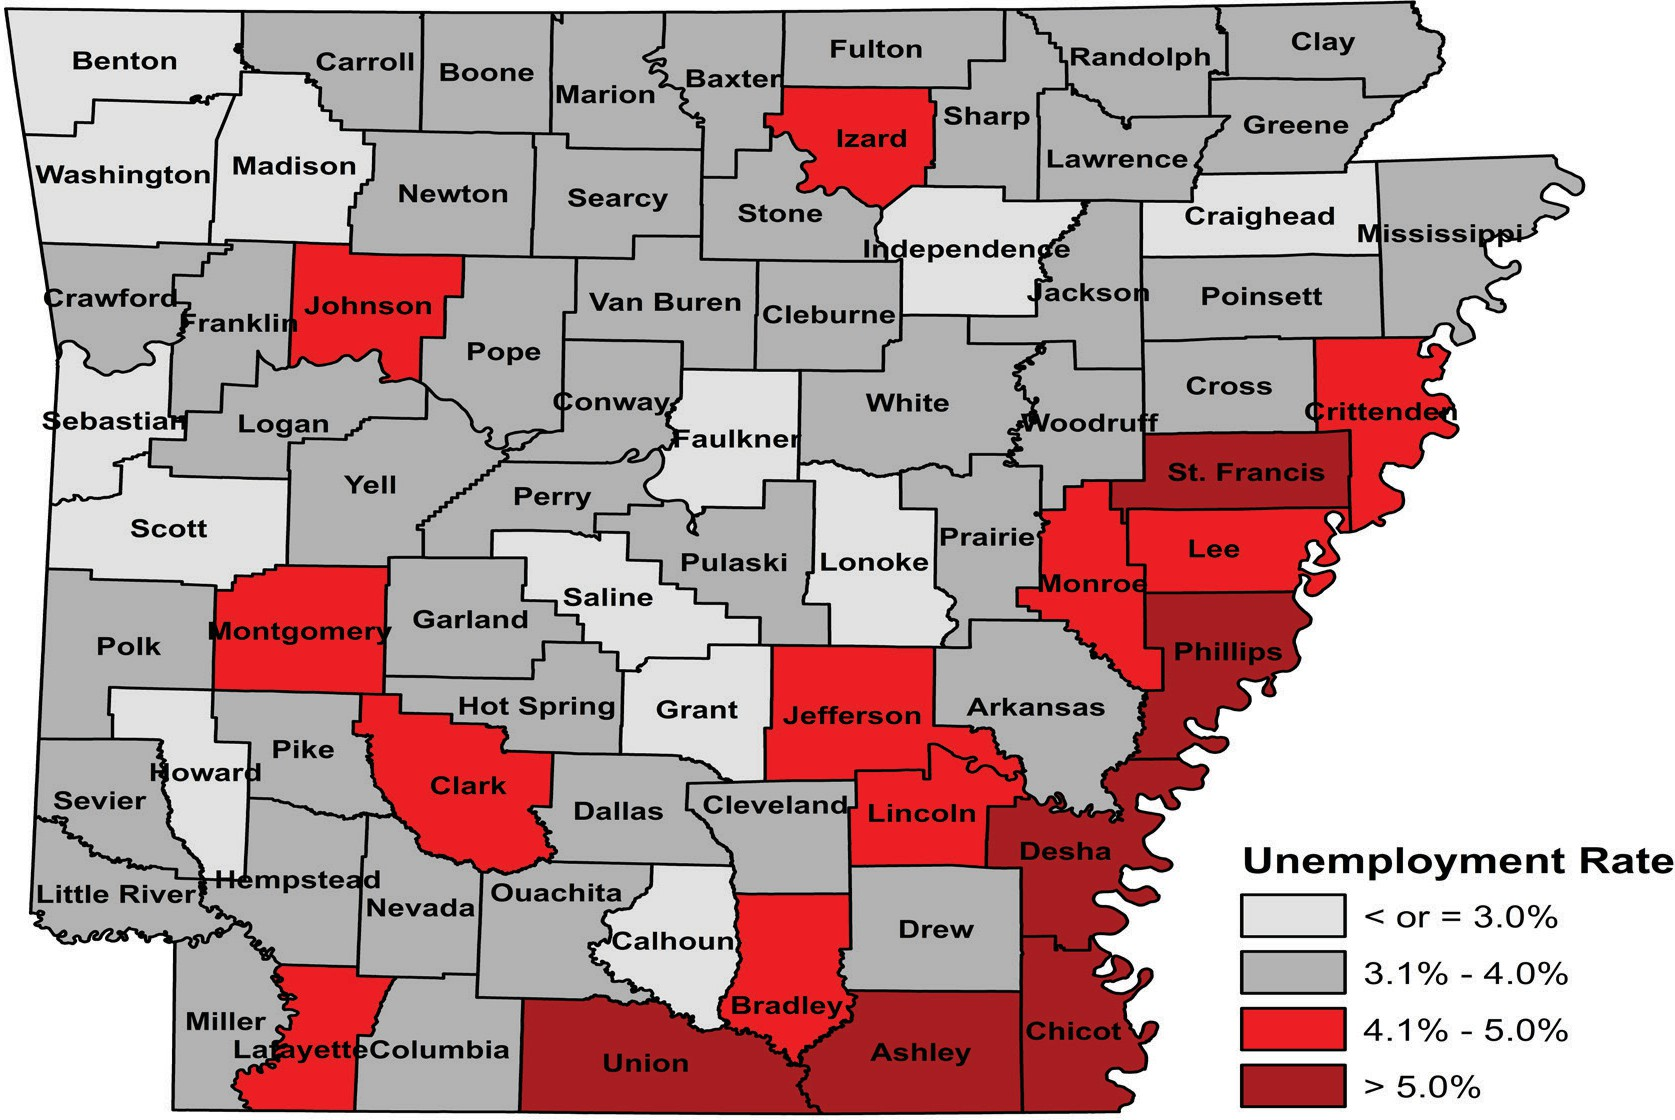 Benton
Carroll
Boone
Marion
Baxter
Fulton
Randolph
Clay
Izard
Sharp
Greene
Lawrence
Washington
Madison
Newton
Searcy
Stone
Independence
Craighead
Mississippi
Crawford
Franklin
Johnson
Pope
Van Buren
Cleburne
Jackson
Poinsett
Sebastian
Logan
Conway
Faulkner
White
Woodruff
Cross
Crittenden
St. Francis
Scott
Yell
Perry
Pulaski
Lonoke
Prairie
Monroe
Lee
Saline
Garland
Polk
Montgomery
Phillips
Hot Spring
Grant
Jefferson
Arkansas
Pike
Howard
Clark
Sevier
Dallas
Cleveland
Lincoln
Desha
Little River
Hempstead
Nevada
Ouachita
Calhoun
Drew
Bradley
Miller
Lafayette
Columbia
Union
Ashley
Chicot
Unemployment Rate
< or = 3.0%
3.1% - 4.0%
4.1% - 5.0%
> 5.0%